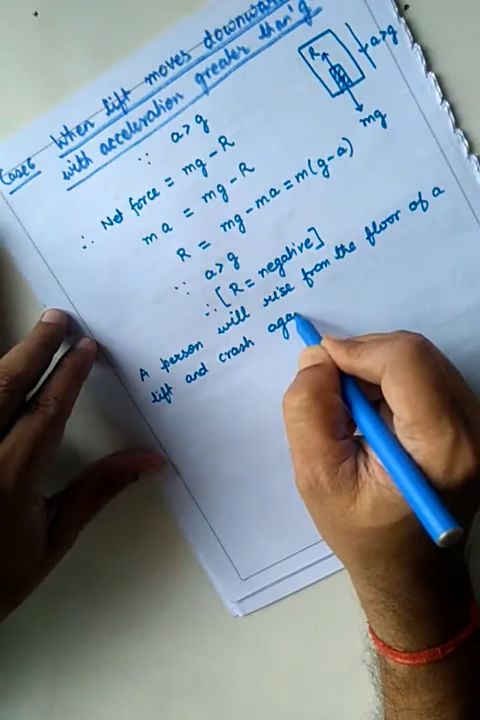 Case6 When lift moves downward
with acceleration greater than 'g'
R
a>g
mg
∵ a>g
∴ Net force = mg - R
ma = mg - R
R = mg - ma = m(g-a)
∵ a>g
∴ [R = negative]
A person will rise from the floor of a
lift and crash aga